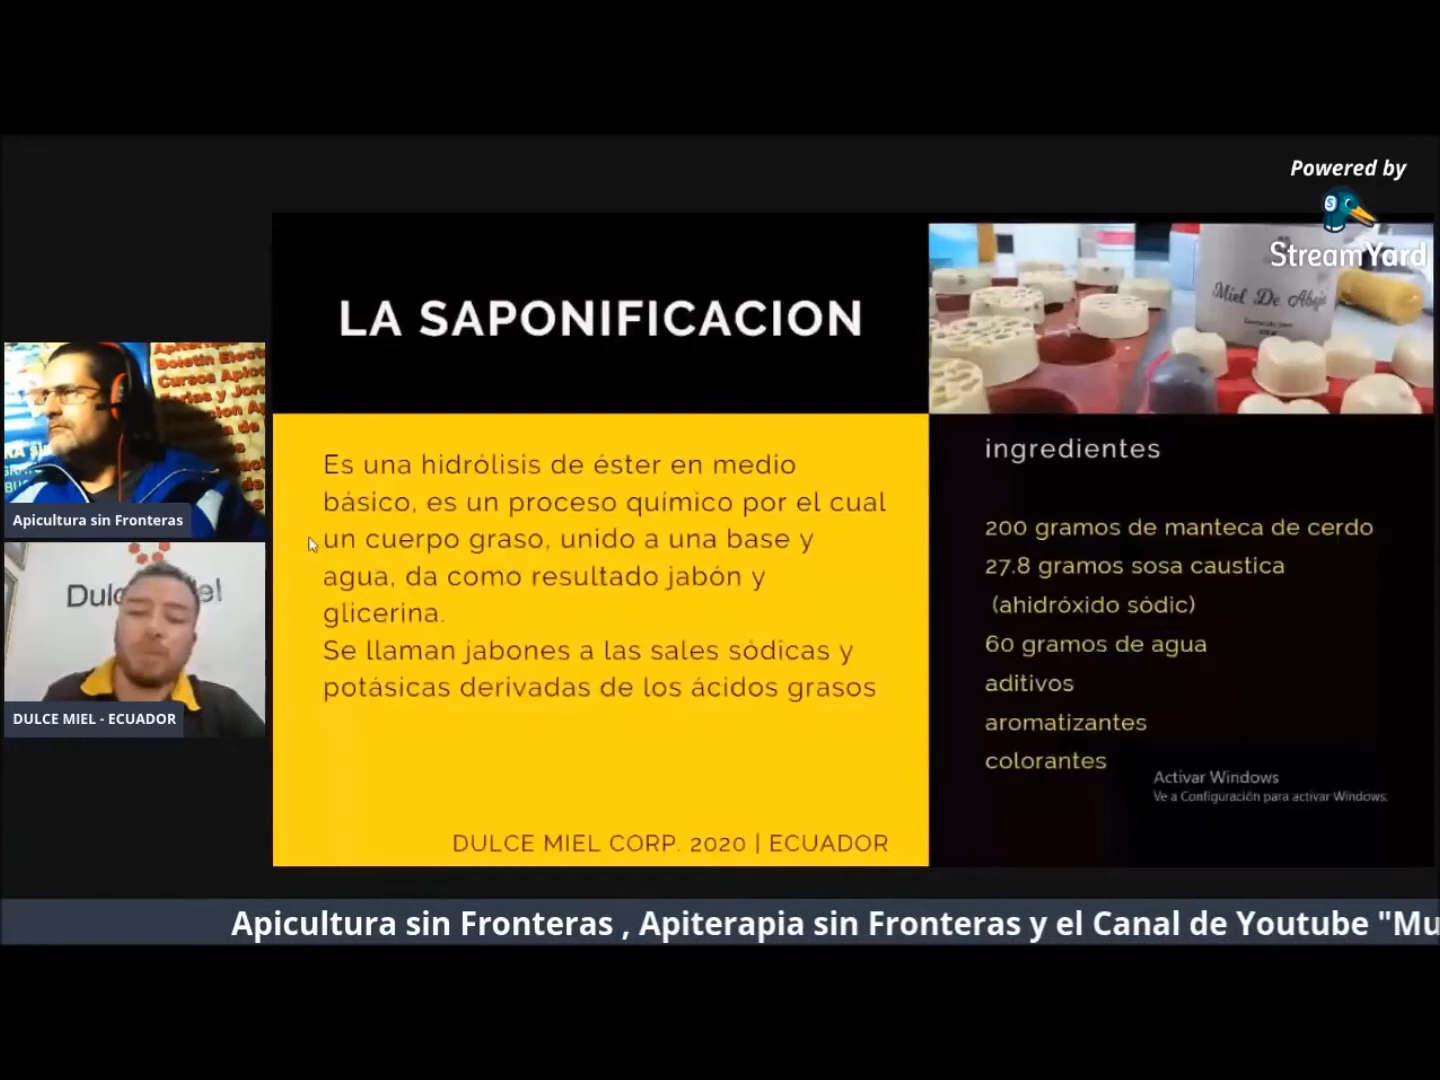 Powered by
StreamYard
LA SAPONIFICACION
Miel De Abeja
Es una hidrólisis de éster en medio
básico, es un proceso químico por el cual
un cuerpo graso, unido a una base y
agua, da como resultado jabón y
glicerina.
Se llaman jabones a las sales sódicas y
potásicas derivadas de los ácidos grasos
DULCE MIEL CORP. 2020 | ECUADOR
ingredientes
200 gramos de manteca de cerdo
27.8 gramos sosa caustica
(ahidróxido sódic)
60 gramos de agua
aditivos
aromatizantes
colorantes
Activar Windows
Ve a Configuración para activar Windows.
Boletín Elect
Cursos Apíc
Apicultura sin Fronteras
DULCE MIEL - ECUADOR
Apicultura sin Fronteras , Apiterapia sin Fronteras y el Canal de Youtube "Mu